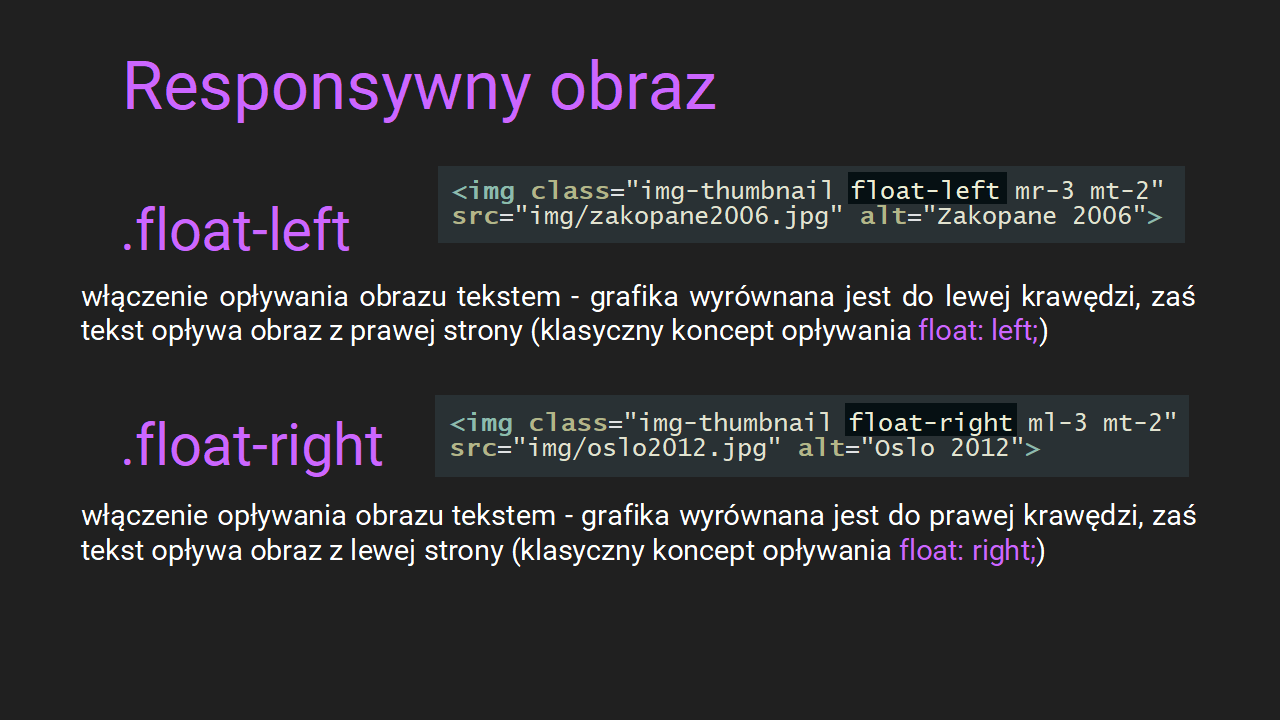 Responsywny obraz
.float-left
<img class="img-thumbnail float-left mr-3 mt-2"
src="img/zakopane2006.jpg" alt="Zakopane 2006">
włączenie opływania obrazu tekstem - grafika wyrównana jest do lewej krawędzi, zaś
tekst opływa obraz z prawej strony (klasyczny koncept opływania float: left;)
.float-right
<img class="img-thumbnail float-right ml-3 mt-2"
src="img/oslo2012.jpg" alt="Oslo 2012">
włączenie opływania obrazu tekstem - grafika wyrównana jest do prawej krawędzi, zaś
tekst opływa obraz z lewej strony (klasyczny koncept opływania float: right;)